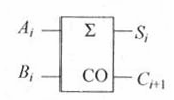 A_i Σ S_i
B_i CO C_{i+1}